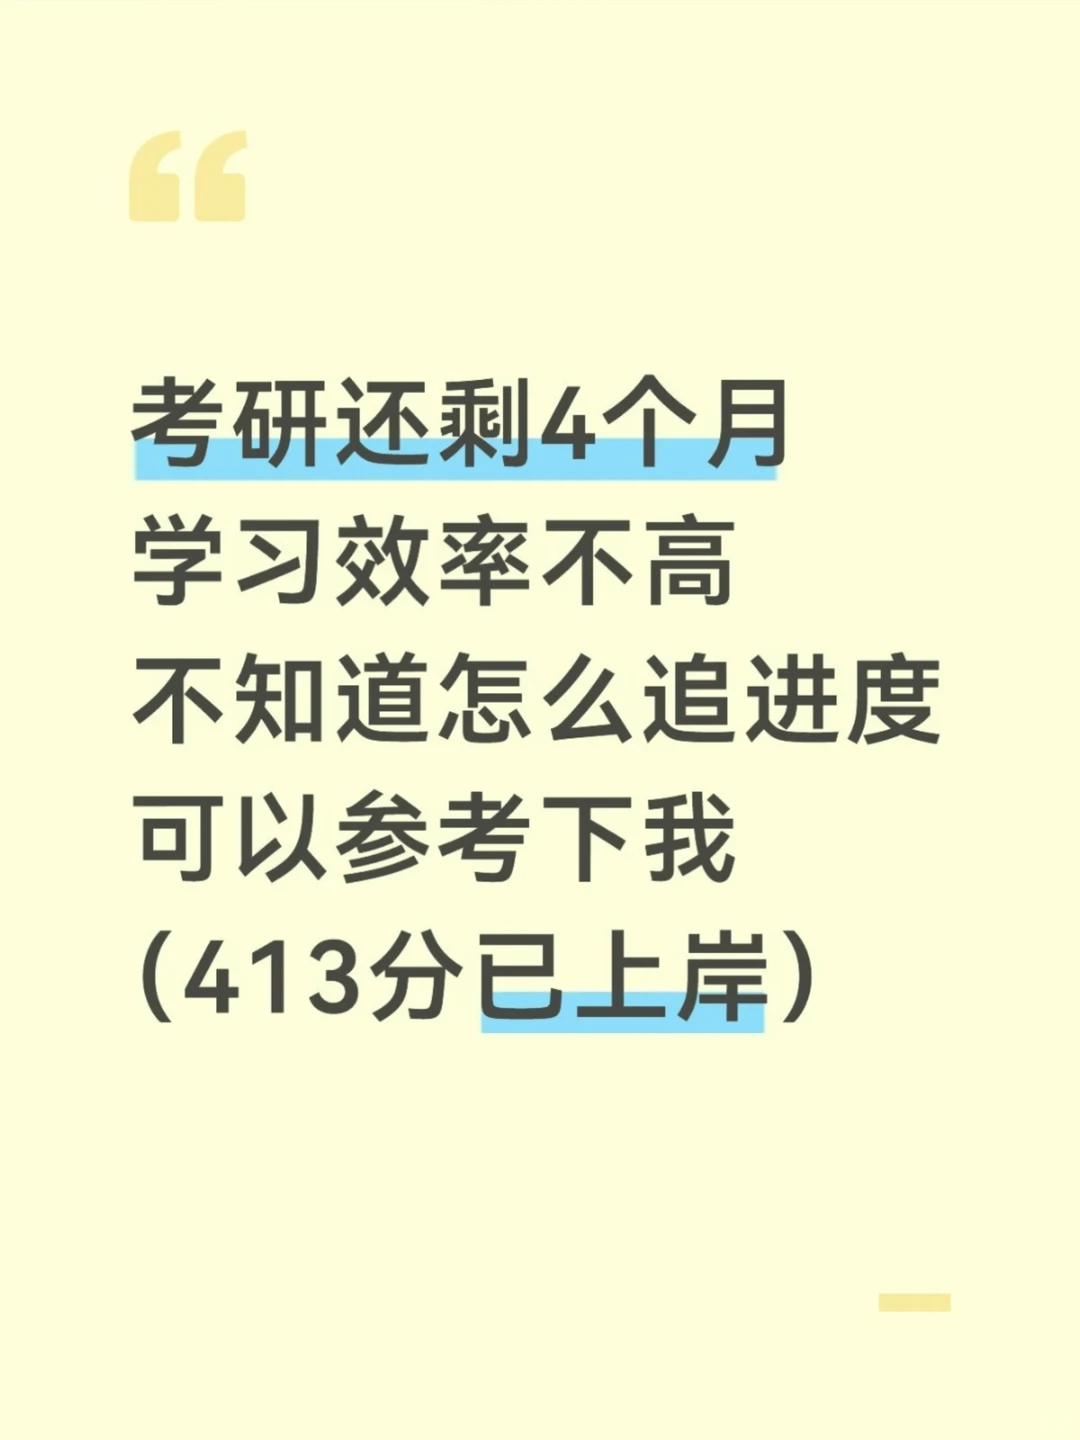 “
考研还剩4个月
学习效率不高
不知道怎么追进度
可以参考下我
（413分已上岸）